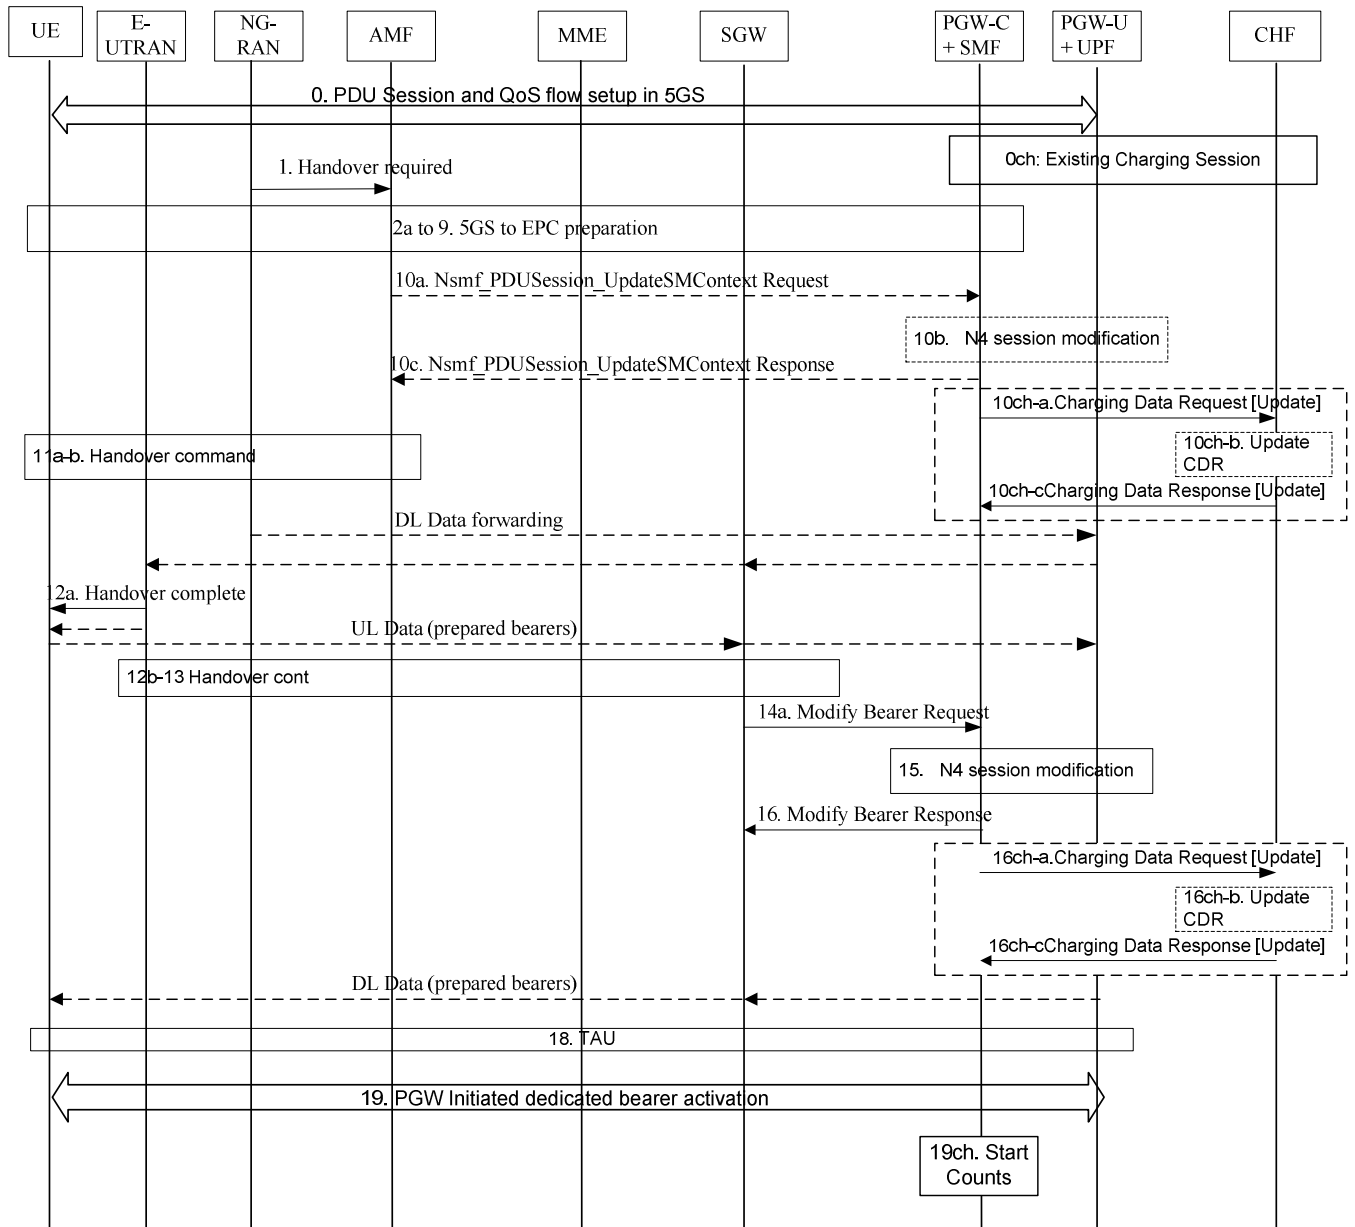 UE
E-
UTRAN
NG-
RAN
AMF
MME
SGW
PGW-C
+ SMF
PGW-U
+ UPF
CHF
0. PDU Session and QoS flow setup in 5GS
0ch: Existing Charging Session
1. Handover required
2a to 9. 5GS to EPC preparation
10a. Nsmf_PDUSession_UpdateSMContext Request
10b. N4 session modification
10c. Nsmf_PDUSession_UpdateSMContext Response
10ch-a.Charging Data Request [Update]
10ch-b. Update
CDR
11a-b. Handover command
10ch-cCharging Data Response [Update]
DL Data forwarding
12a. Handover complete
UL Data (prepared bearers)
12b-13 Handover cont
14a. Modify Bearer Request
15. N4 session modification
16. Modify Bearer Response
16ch-a.Charging Data Request [Update]
16ch-b. Update
CDR
16ch-cCharging Data Response [Update]
DL Data (prepared bearers)
18. TAU
19. PGW Initiated dedicated bearer activation
19ch. Start
Counts